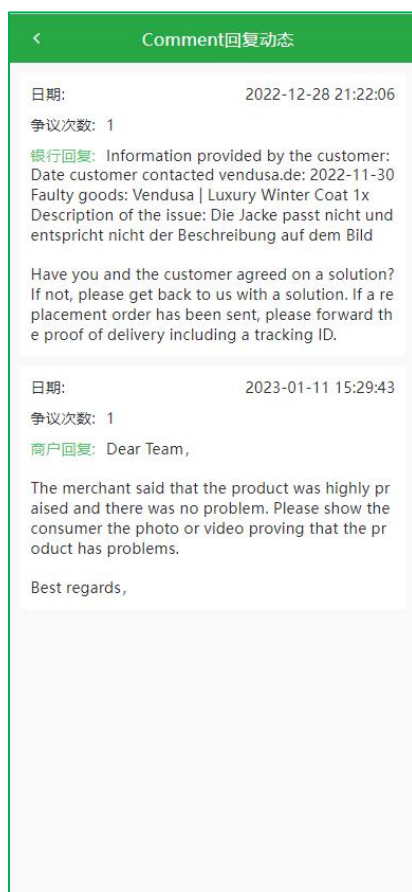 Comment回复动态
日期: 2022-12-28 21:22:06
争议次数: 1
银行回复: Information provided by the customer:
Date customer contacted vendusa.de: 2022-11-30
Faulty goods: Vendusa | Luxury Winter Coat 1x
Description of the issue: Die Jacke passt nicht und
entspricht nicht der Beschreibung auf dem Bild
Have you and the customer agreed on a solution?
If not, please get back to us with a solution. If a re
placement order has been sent, please forward th
e proof of delivery including a tracking ID.
日期: 2023-01-11 15:29:43
争议次数: 1
商户回复: Dear Team,
The merchant said that the product was highly pr
aised and there was no problem. Please show the
consumer the photo or video proving that the pr
oduct has problems.
Best regards,